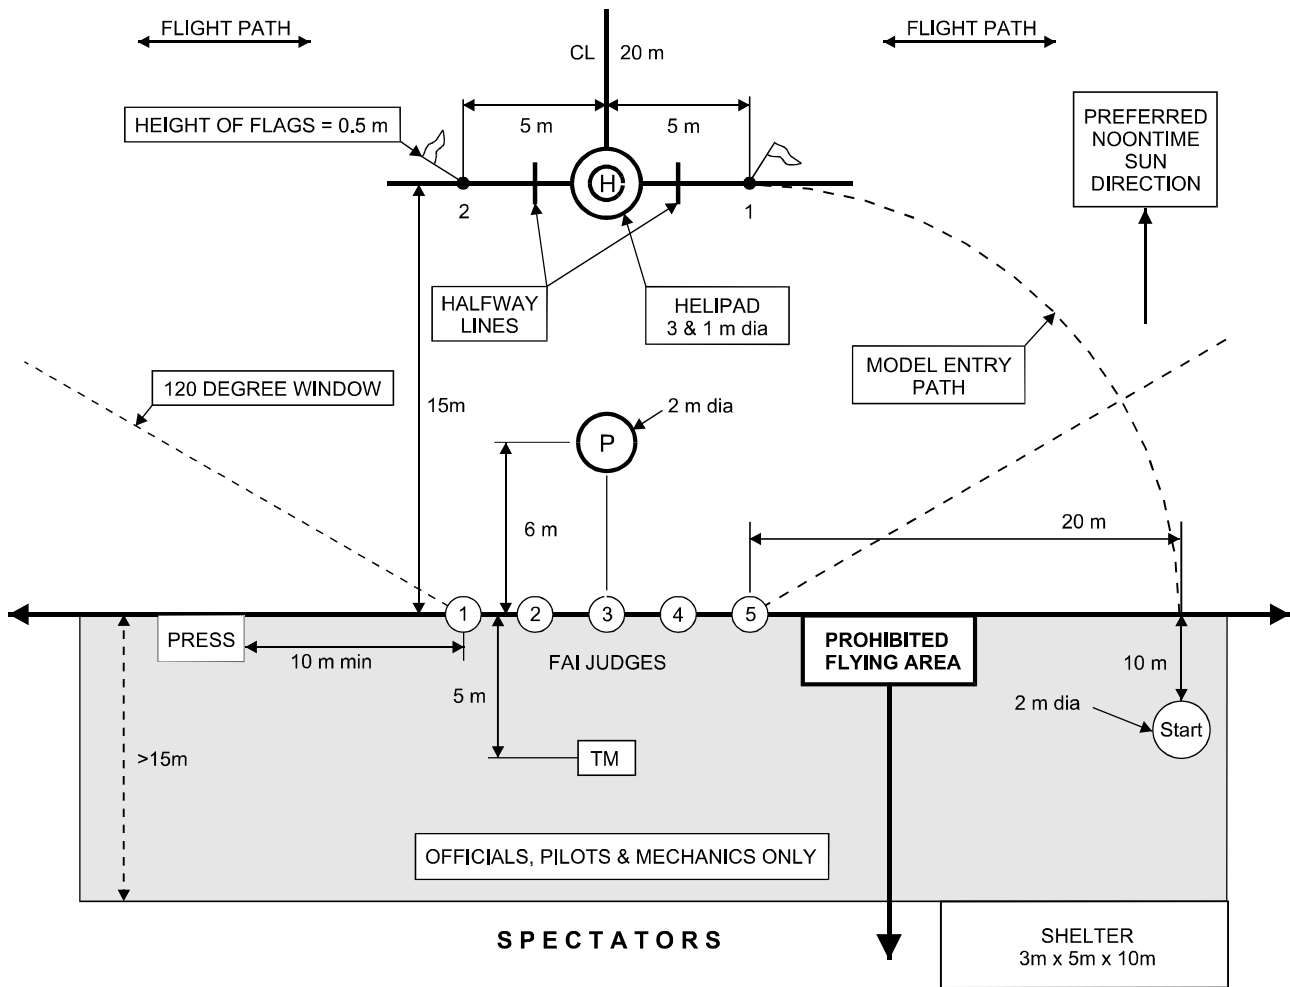 FLIGHT PATH
FLIGHT PATH
CL
20 m
HEIGHT OF FLAGS = 0.5 m
5 m
5 m
PREFERRED
NOONTIME
SUN
DIRECTION
H
2
1
HALFWAY
LINES
HELIPAD
3 & 1 m dia
MODEL ENTRY
PATH
120 DEGREE WINDOW
15m
2 m dia
P
6 m
20 m
1
2
3
4
5
PRESS
10 m min
FAI JUDGES
PROHIBITED
FLYING AREA
10 m
5 m
2 m dia
Start
>15m
TM
OFFICIALS, PILOTS & MECHANICS ONLY
SPECTATORS
SHELTER
3m x 5m x 10m